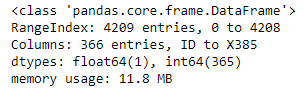 <class 'pandas.core.frame.DataFrame'>
RangeIndex: 4209 entries, 0 to 4208
Columns: 366 entries, ID to X385
dtypes: float64(1), int64(365)
memory usage: 11.8 MB